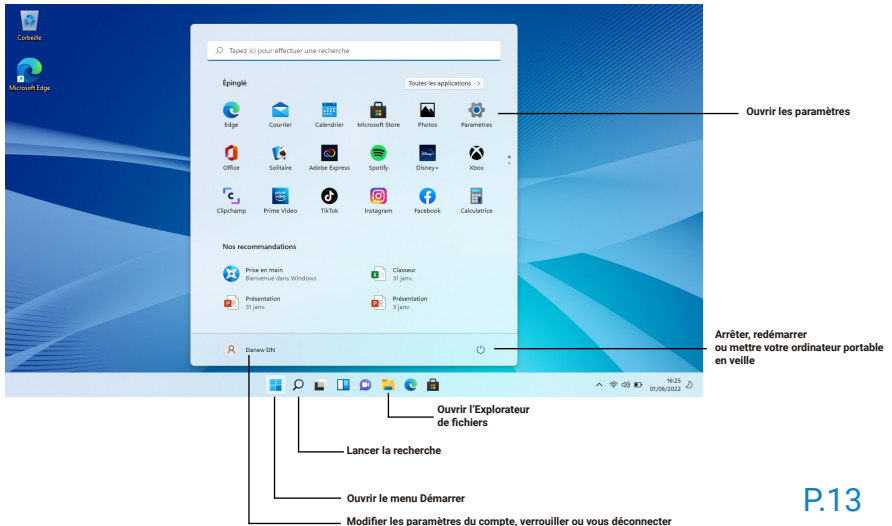 Corbeille
Microsoft Edge
Tapez ici pour effectuer une recherche
Épinglé
Toutes les applications >
Edge
Courrier
Calendrier
Microsoft Store
Photos
Paramètres
Office
Solitaire
Adobe Express
Spotify
Disney+
Xbox
Clipchamp
Prime Video
TikTok
Instagram
Facebook
Calculatrice
Nos recommandations
Prise en main
Bienvenue dans Windows
Classeur
31 janv.
Présentation
31 janv.
Présentation
3 janv.
Danew DN
16:25
01/06/2022
Ouvrir les paramètres
Arrêter, redémarrer
ou mettre votre ordinateur portable
en veille
Ouvrir l'Explorateur
de fichiers
Lancer la recherche
Ouvrir le menu Démarrer
Modifier les paramètres du compte, verrouiller ou vous déconnecter
P.13